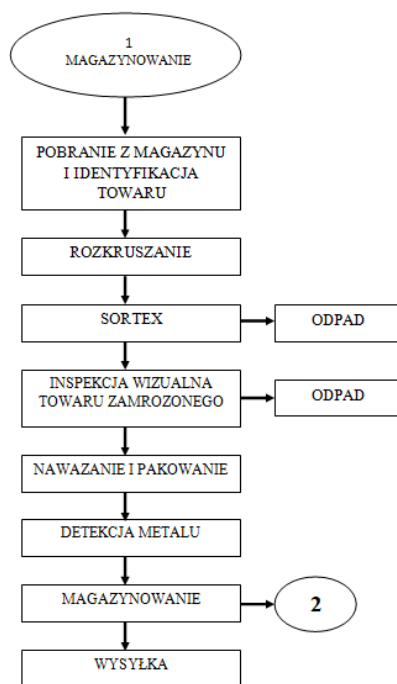 1
MAGAZYNOWANIE
POBRANIE Z MAGAZYNU
I IDENTYFIKACJA
TOWARU
ROZKRUSZANIE
SORTEX
ODPAD
INSPEKCJA WIZUALNA
TOWARU ZAMROZONEGO
ODPAD
NAWAZANIE I PAKOWANIE
DETEKCJA METALU
MAGAZYNOWANIE
2
WYSYŁKA